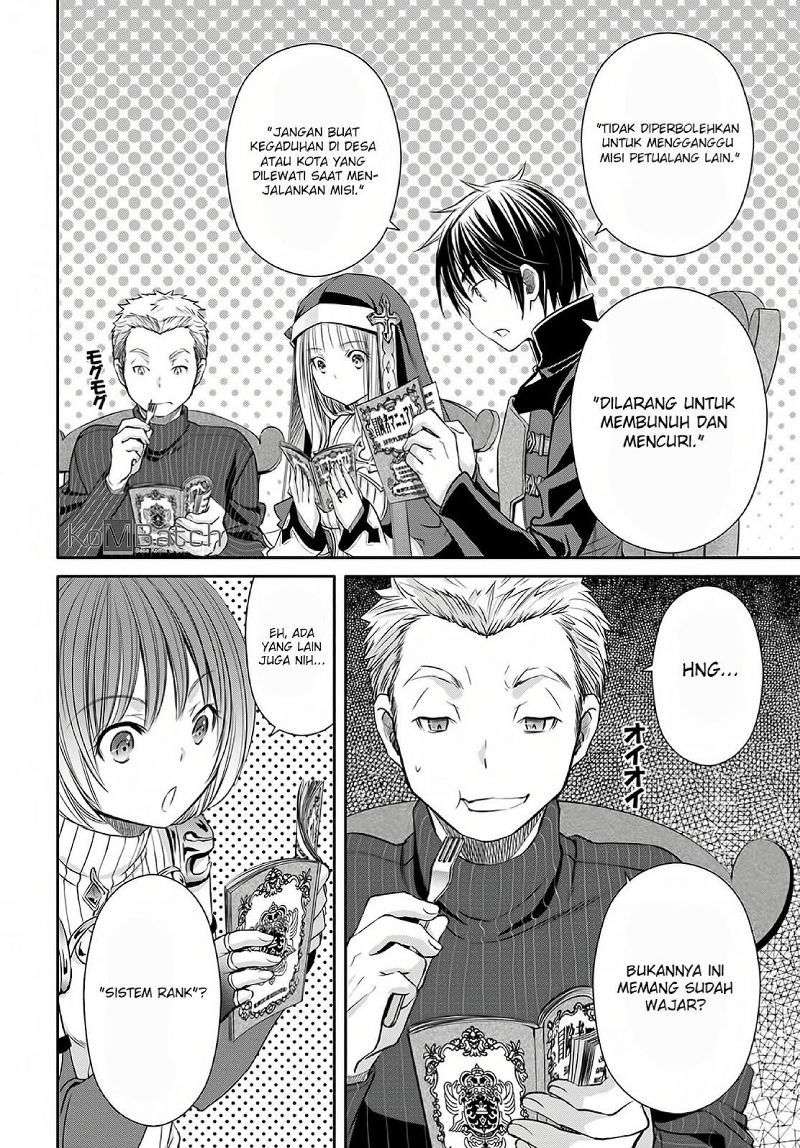 "TIDAK DIPERBOLEHKAN
UNTUK MENGGANGGU
MISI PETUALANG LAIN."
"JANGAN BUAT
KEGADUHAN DI DESA
ATAU KOTA YANG
DILEWATI SAAT MEN-
JALANKAN MISI."
"DILARANG UNTUK
MEMBUNUH DAN
MENCURI."
モグモグ
KoMBatch
HNG...
オイオイ
BUKANNYA INI
MEMANG SUDAH
WAJAR?
EH, ADA
YANG LAIN
JUGA NIH...
"SISTEM RANK"?